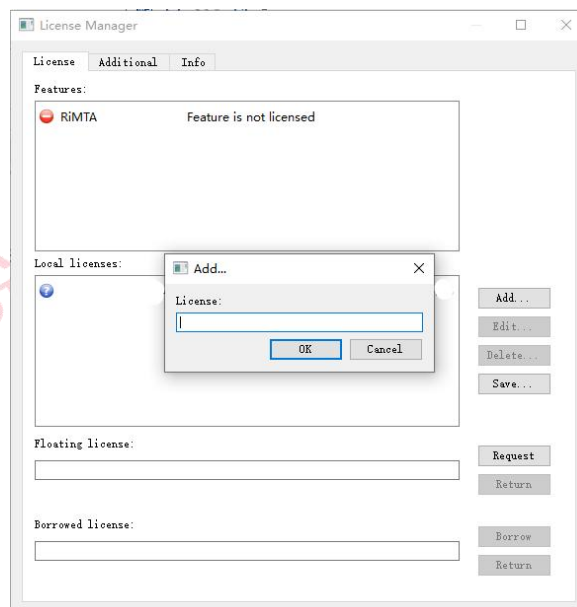 License Manager
License Additional Info
Features:
RiMTA Feature is not licensed
Local licenses:
Add...
License:
OK Cancel
Add...
Edit...
Delete...
Save...
Floating license:
Request
Return
Borrowed license:
Borrow
Return